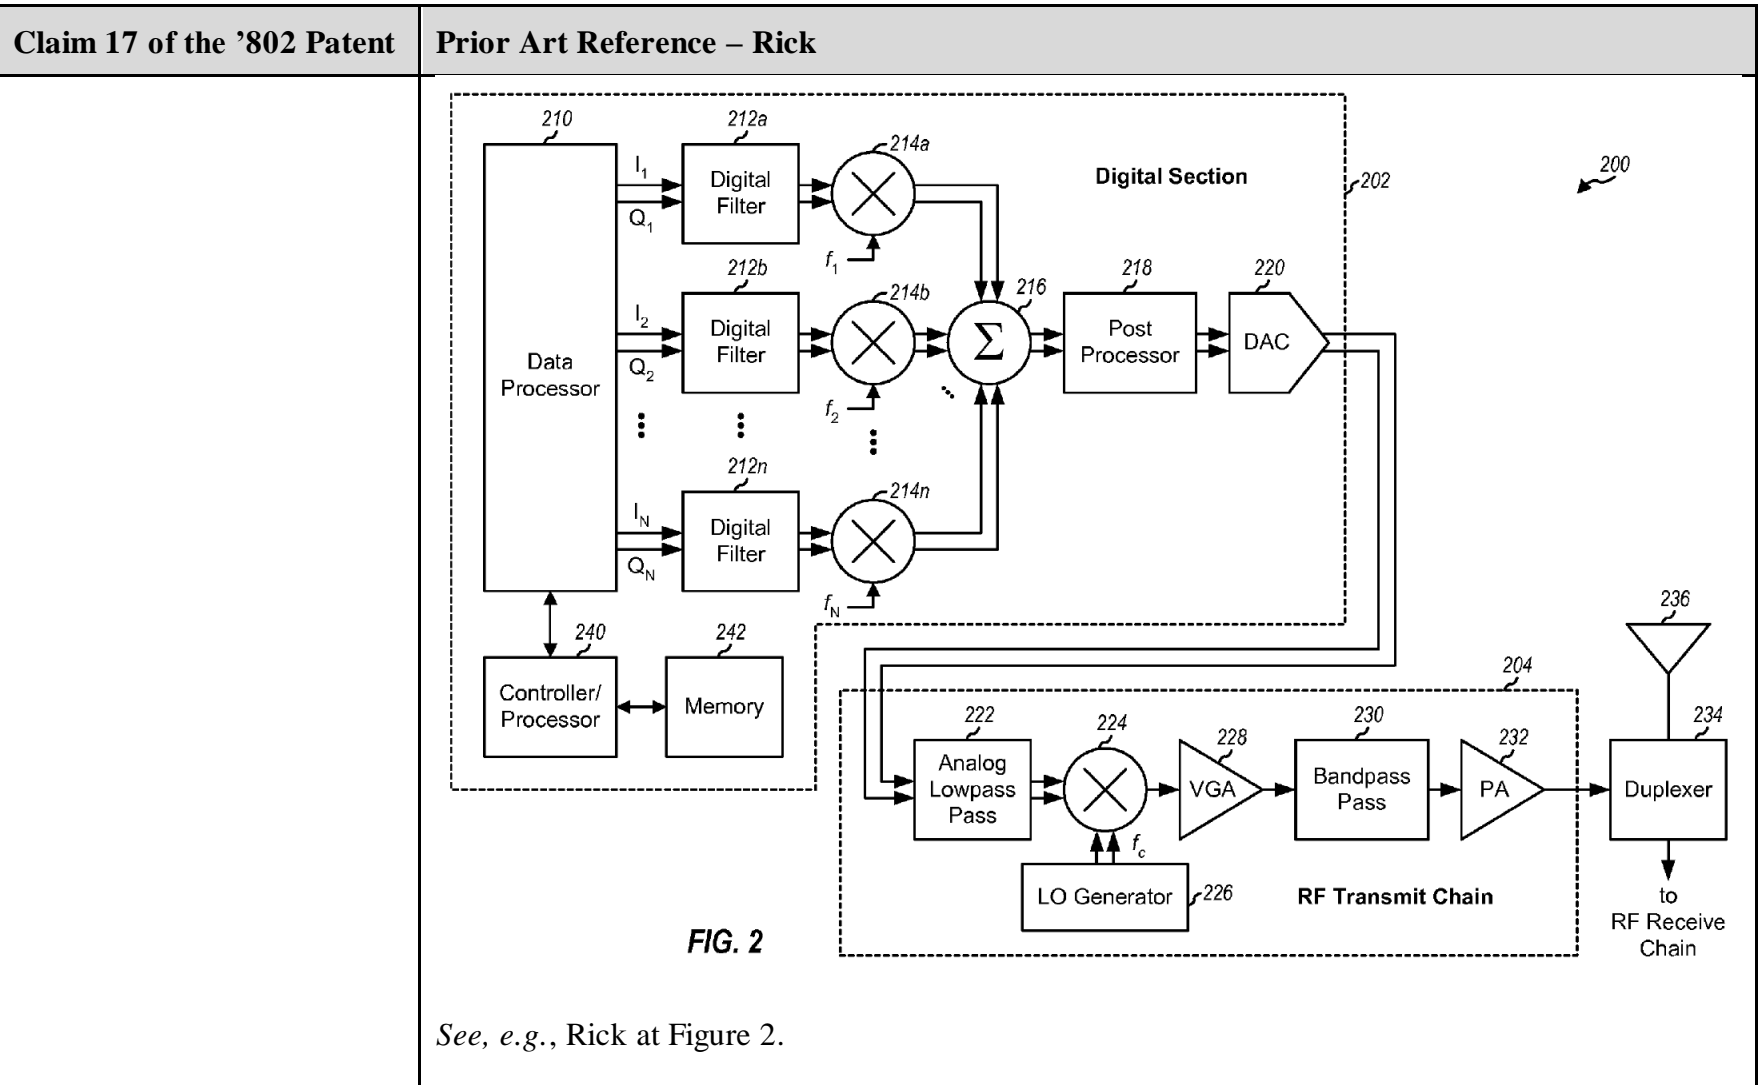 Claim 17 of the ’802 Patent
Prior Art Reference – Rick
210
212a
214a
I1
Q1
Digital
Filter
f1
Digital Section
202
200
212b
214b
I2
Q2
Digital
Filter
f2
216
Σ
218
Post
Processor
220
DAC
Data
Processor
212n
214n
IN
QN
Digital
Filter
fN
240
Controller/
Processor
242
Memory
236
204
222
Analog
Lowpass
Pass
224
fc
228
VGA
230
Bandpass
Pass
232
PA
234
Duplexer
LO Generator
226
RF Transmit Chain
to
RF Receive
Chain
FIG. 2
See, e.g., Rick at Figure 2.